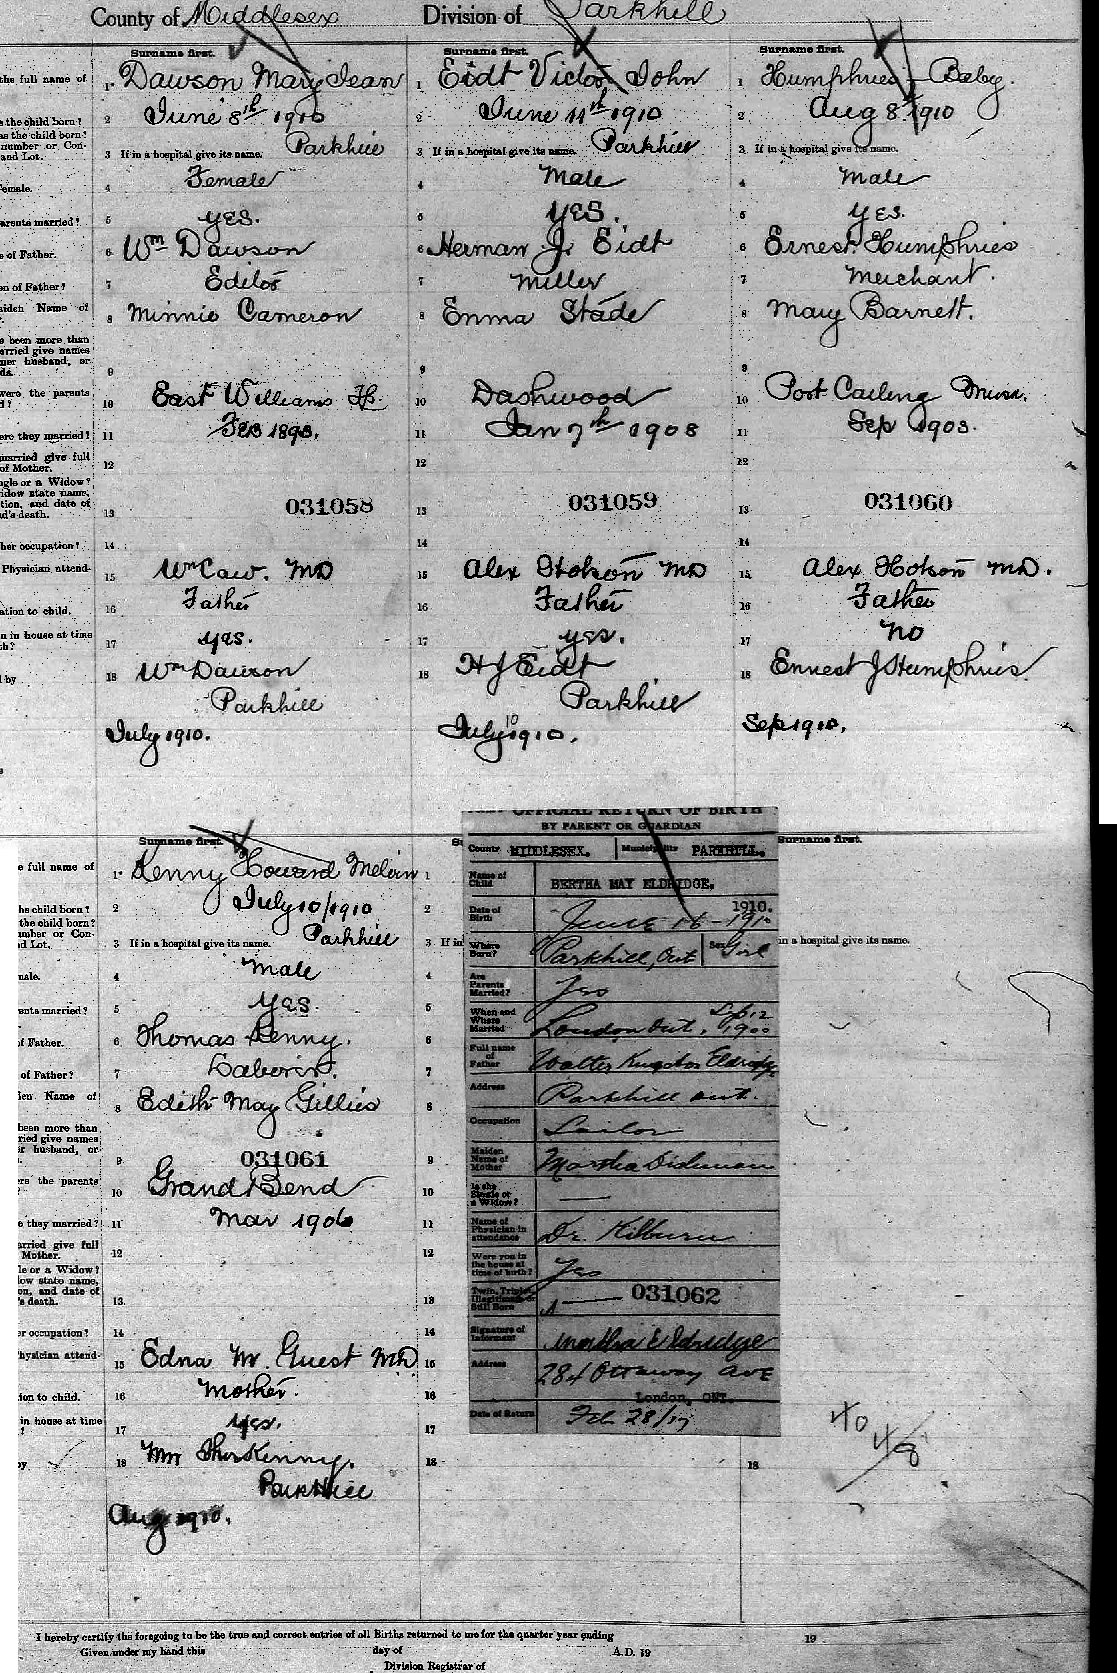 County of Middlesex Division of Parkhill
Surname first.
the full name of
1 Dawson Mary Jean
s the child born?
2 June 8th 1910
as the child born?
number or Con-
and Lot.
Parkhill
3 If in a hospital give its name.
Female.
4 Female
arents married?
5 yes.
e of Father.
6 Wm Dawson
on of Father?
7 Editor
aiden Name of
8 Minnie Cameron
s been more than
arried give names
mer husband, or
9
were the parents
10 East Williams Tp.
ere they married?
11 Feb 1893.
married give full
of Mother.
12
ngle or a Widow?
idow state name,
tion, and date of
nd's death.
13 031058
her occupation?
14
Physician attend-
15 Wm Caw. MD
ation to child.
16 Father
n in house at time
th?
17 yes.
d by
18 Wm Dawson
Parkhill
July 1910.
Surname first.
1 Eidt Victor John
2 June 11th 1910
Parkhill
3 If in a hospital give its name.
4 Male
5 yes.
6 Herman J. Eidt
7 Miller
8 Emma Stade
9
10 Dashwood
11 Jan 7th 1908
12
13 031059
14
15 Alex Hotson MD
16 Father
17 yes.
18 H J Eidt
Parkhill
July 10 1910.
Surname first.
1 Humphries - Baby.
2 Aug 8th 1910
3 If in a hospital give its name.
4 Male
5 yes.
6 Ernest Humphries
7 Merchant.
8 Mary Barnett.
9
10 Port Carling Musk.
11 Sep 1903.
12
13 031060
14
15 Alex Hotson MD.
16 Father
17 no
18 Ernest J Humphries
Sep 1910.
Surname first.
e full name of
1 Kenny Howard Melvin
he child born?
2 July 10/1910
the child born?
umber or Con-
nd Lot.
Parkhill
3 If in a hospital give its name.
male.
4 Male
ents married?
5 yes
of Father.
6 Thomas Kenny.
of Father?
7 Laborer.
den Name of
8 Edith May Gillies
been more than
ried give names
r husband, or
9 031061
ers the parents
10 Grand Bend
e they married?
11 Mar 1906
arried give full
Mother.
12
le or a Widow?
low state name,
on, and date of
's death.
13
er occupation?
14
hysician attend-
15 Edna M. Guest MD
ion to child.
16 Mother.
in house at time
?
17 yes.
by
18 Mrs Thos Kenny.
Parkhill
Aug 1910.
1
2
3 If in
4
5
6
7
8
9
10
11
12
13
14
15
16
17
18
OFFICIAL RETURN OF BIRTH
BY PARENT OR GUARDIAN
County MIDDLESEX. Municipality PARKHILL.
Name of Child BERTHA MAY ELDRIDGE.
1910.
Date of Birth June 16 - 1910
Where Born? Parkhill, Ont Sex Girl
Are Parents Married? Yes
When and Where Married London Ont. Sep 12 1900
Full name of Father Walter Kingston Eldridge
Address Parkhill Ont.
Occupation
Maiden Name of Mother Martha Dickman
Is she Single or a Widow?
Name of Physician in attendance Dr. Kilburn
Were you in the house at time of birth? Yes
Twin, Triplet, Illegitimate or Still Born 031062
Signature of Informant Martha E Eldridge
Address 284 Ottaway Ave
London, ONT.
Date of Return Feb 28/17
Surname first.
in a hospital give its name.
40
48
18
I hereby certify the foregoing to be the true and correct entries of all Births returned to me for the quarter year ending 19
Given under my hand this day of A.D. 19
Division Registrar of